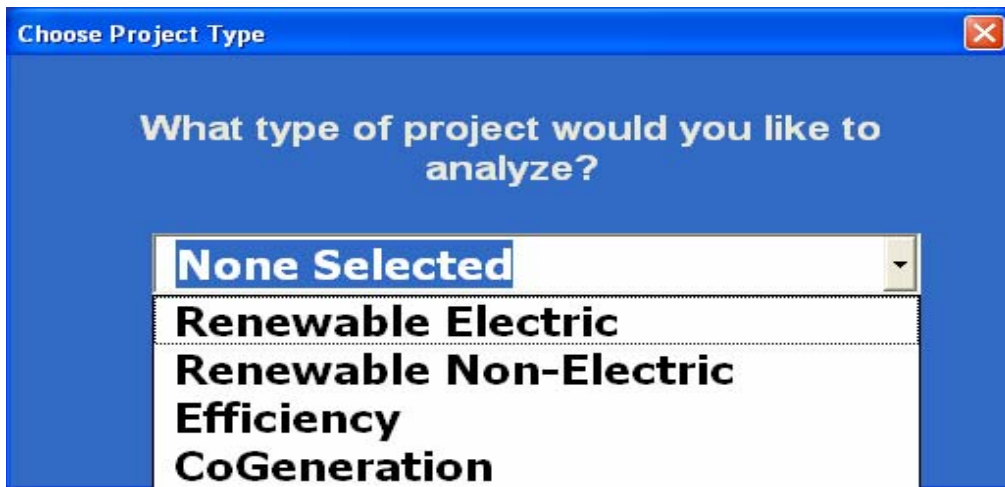 Choose Project Type
What type of project would you like to
analyze?
None Selected
Renewable Electric
Renewable Non-Electric
Efficiency
CoGeneration